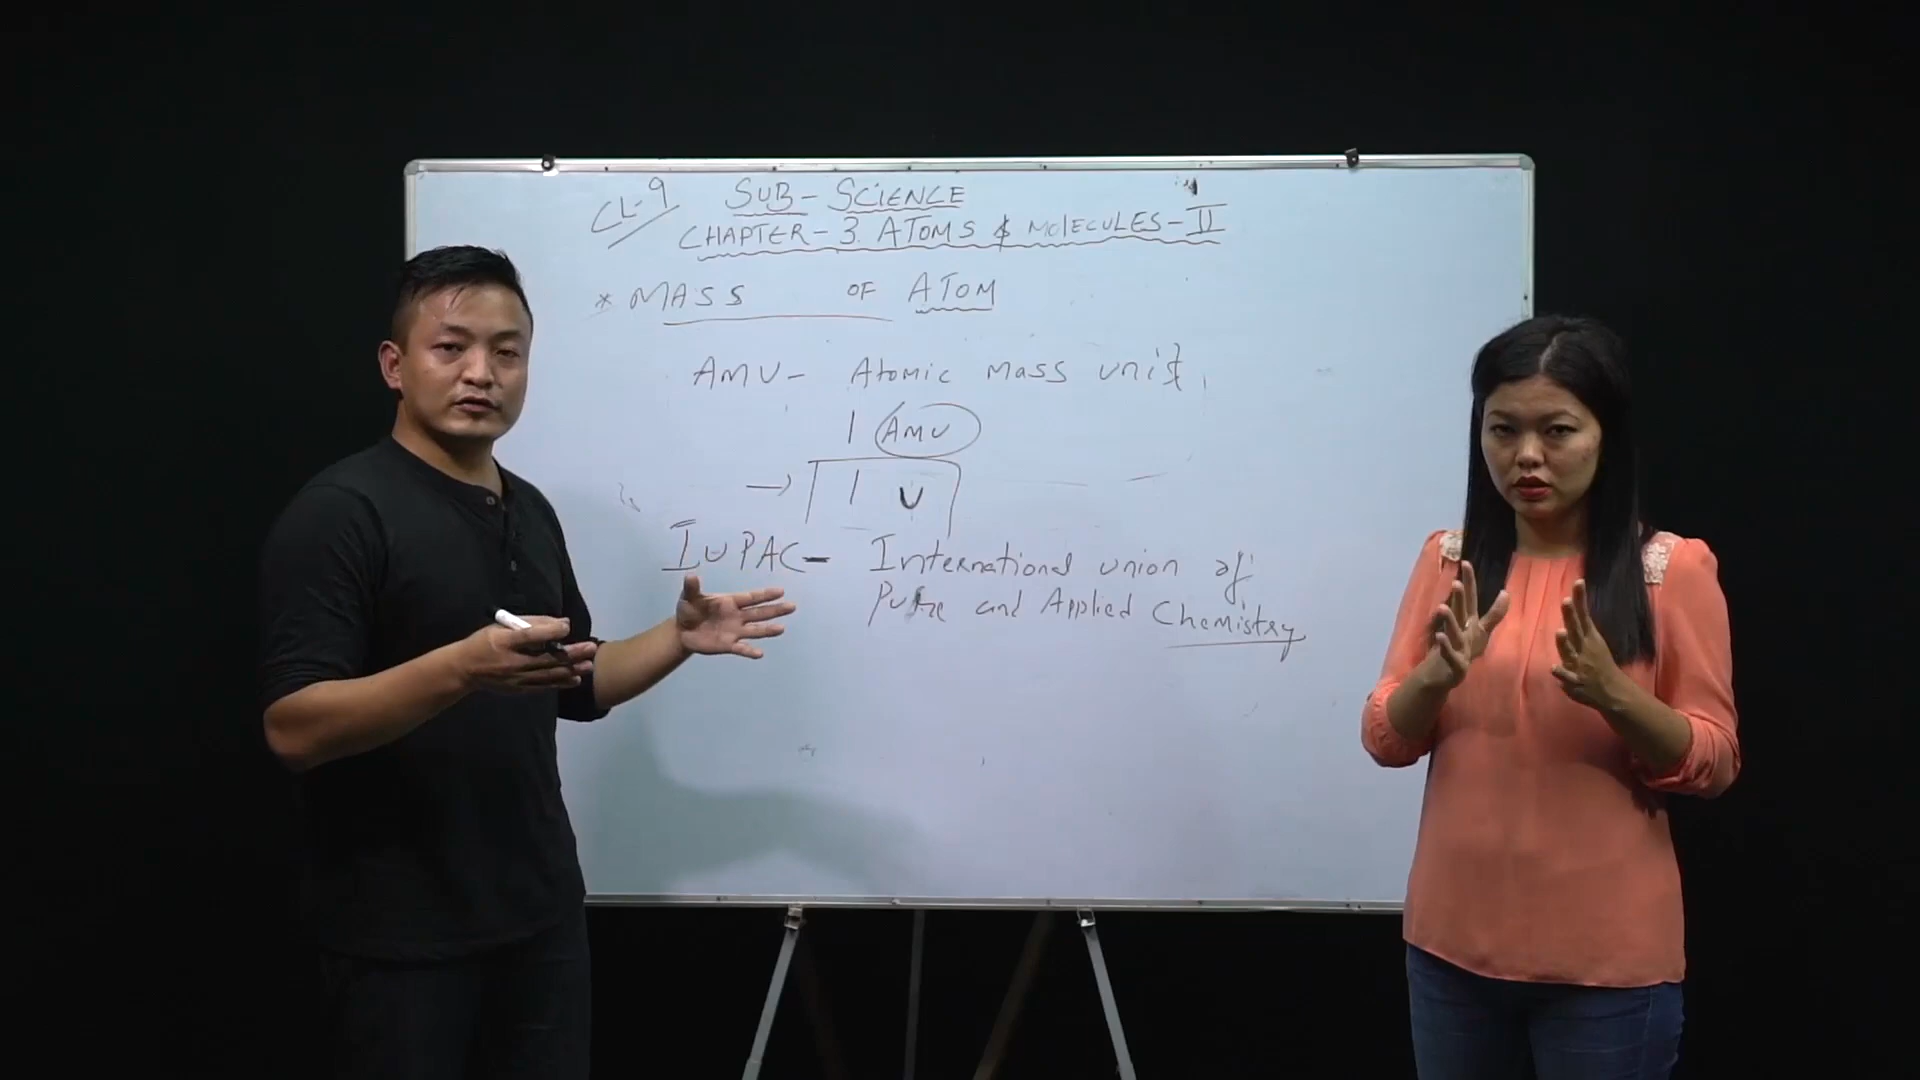 CL-9 SUB-SCIENCE
CHAPTER-3. ATOMS & MOLECULES-II
* MASS OF ATOM
AMU- Atomic mass unit
1 AMU
→ 1 U
IUPAC- International union of
Pure and Applied Chemistry